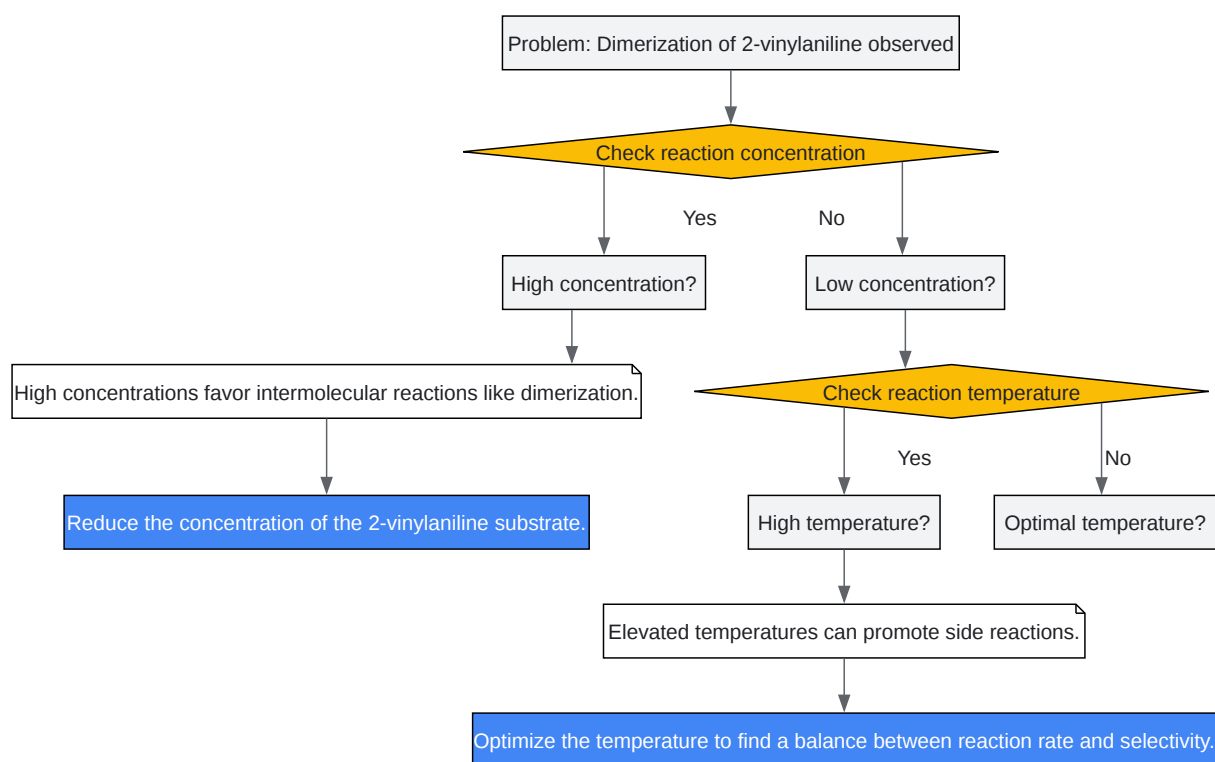 Problem: Dimerization of 2-vinylaniline observed
Check reaction concentration
Yes
No
High concentration?
Low concentration?
High concentrations favor intermolecular reactions like dimerization.
Check reaction temperature
Yes
No
Reduce the concentration of the 2-vinylaniline substrate.
High temperature?
Optimal temperature?
Elevated temperatures can promote side reactions.
Optimize the temperature to find a balance between reaction rate and selectivity.